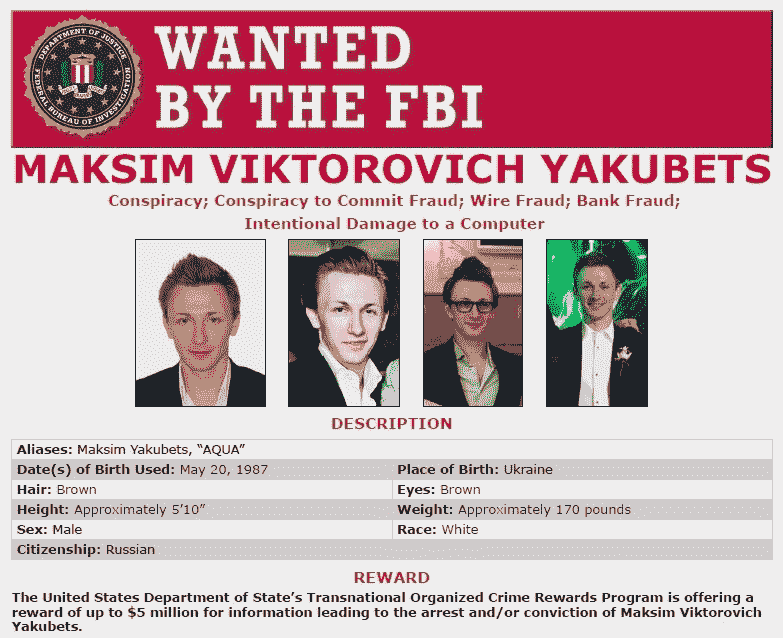 DEPARTMENT OF JUSTICE
FEDERAL BUREAU OF INVESTIGATION
WANTED
BY THE FBI
MAKSIM VIKTOROVICH YAKUBETS
Conspiracy; Conspiracy to Commit Fraud; Wire Fraud; Bank Fraud;
Intentional Damage to a Computer
DESCRIPTION
Aliases: Maksim Yakubets, “AQUA”
Date(s) of Birth Used: May 20, 1987 Place of Birth: Ukraine
Hair: Brown Eyes: Brown
Height: Approximately 5'10" Weight: Approximately 170 pounds
Sex: Male Race: White
Citizenship: Russian
REWARD
The United States Department of State's Transnational Organized Crime Rewards Program is offering a
reward of up to $5 million for information leading to the arrest and/or conviction of Maksim Viktorovich
Yakubets.